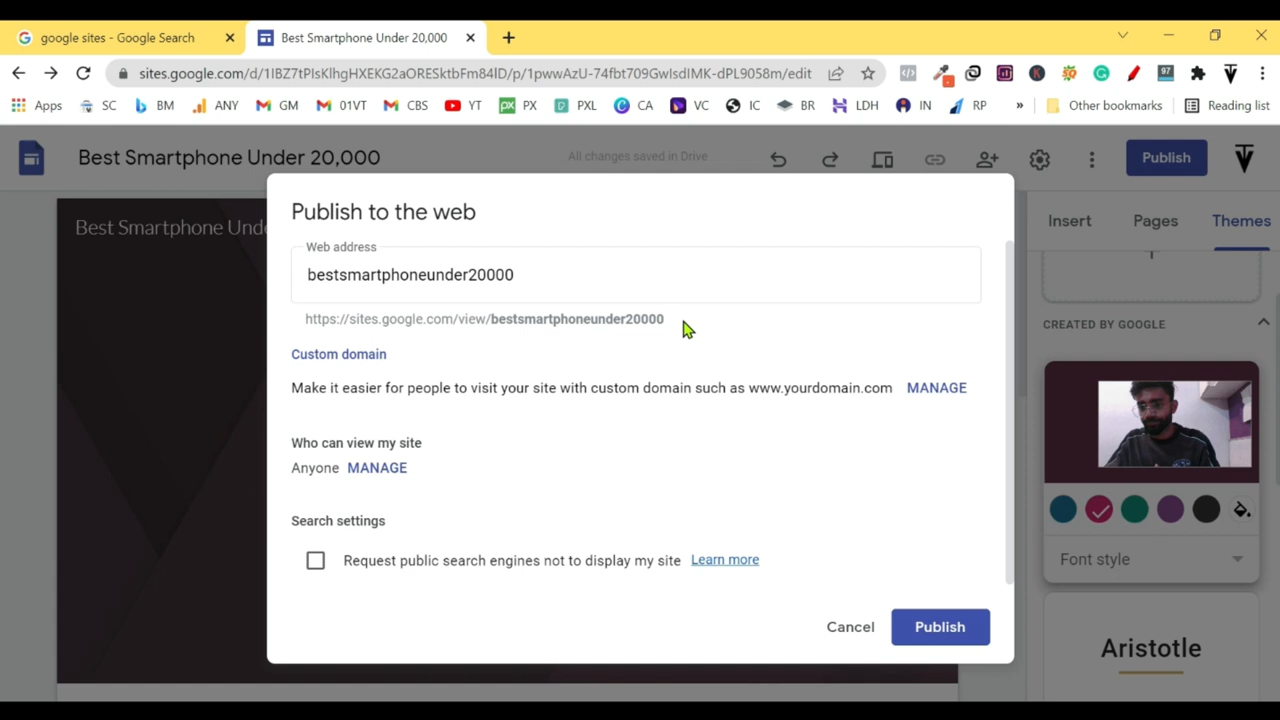 google sites - Google Search
Best Smartphone Under 20,000
sites.google.com/d/1IBZ7tPIsKlhgHXEKG2aORESktbFm84lD/p/1pwwAzU-74fbt709GwIsdIMK-dPL9058m/edit
97
Apps SC BM ANY GM 01VT CBS YT PX PXL CA VC IC BR LDH IN RP » Other bookmarks Reading list
Best Smartphone Under 20,000
All changes saved in Drive
Publish
Best Smartphone Unde
Insert Pages Themes
Publish to the web
Web address
bestsmartphoneunder20000
https://sites.google.com/view/bestsmartphoneunder20000
Custom domain
Make it easier for people to visit your site with custom domain such as www.yourdomain.com MANAGE
Who can view my site
Anyone MANAGE
Search settings
Request public search engines not to display my site Learn more
Cancel Publish
CREATED BY GOOGLE
Font style
Aristotle